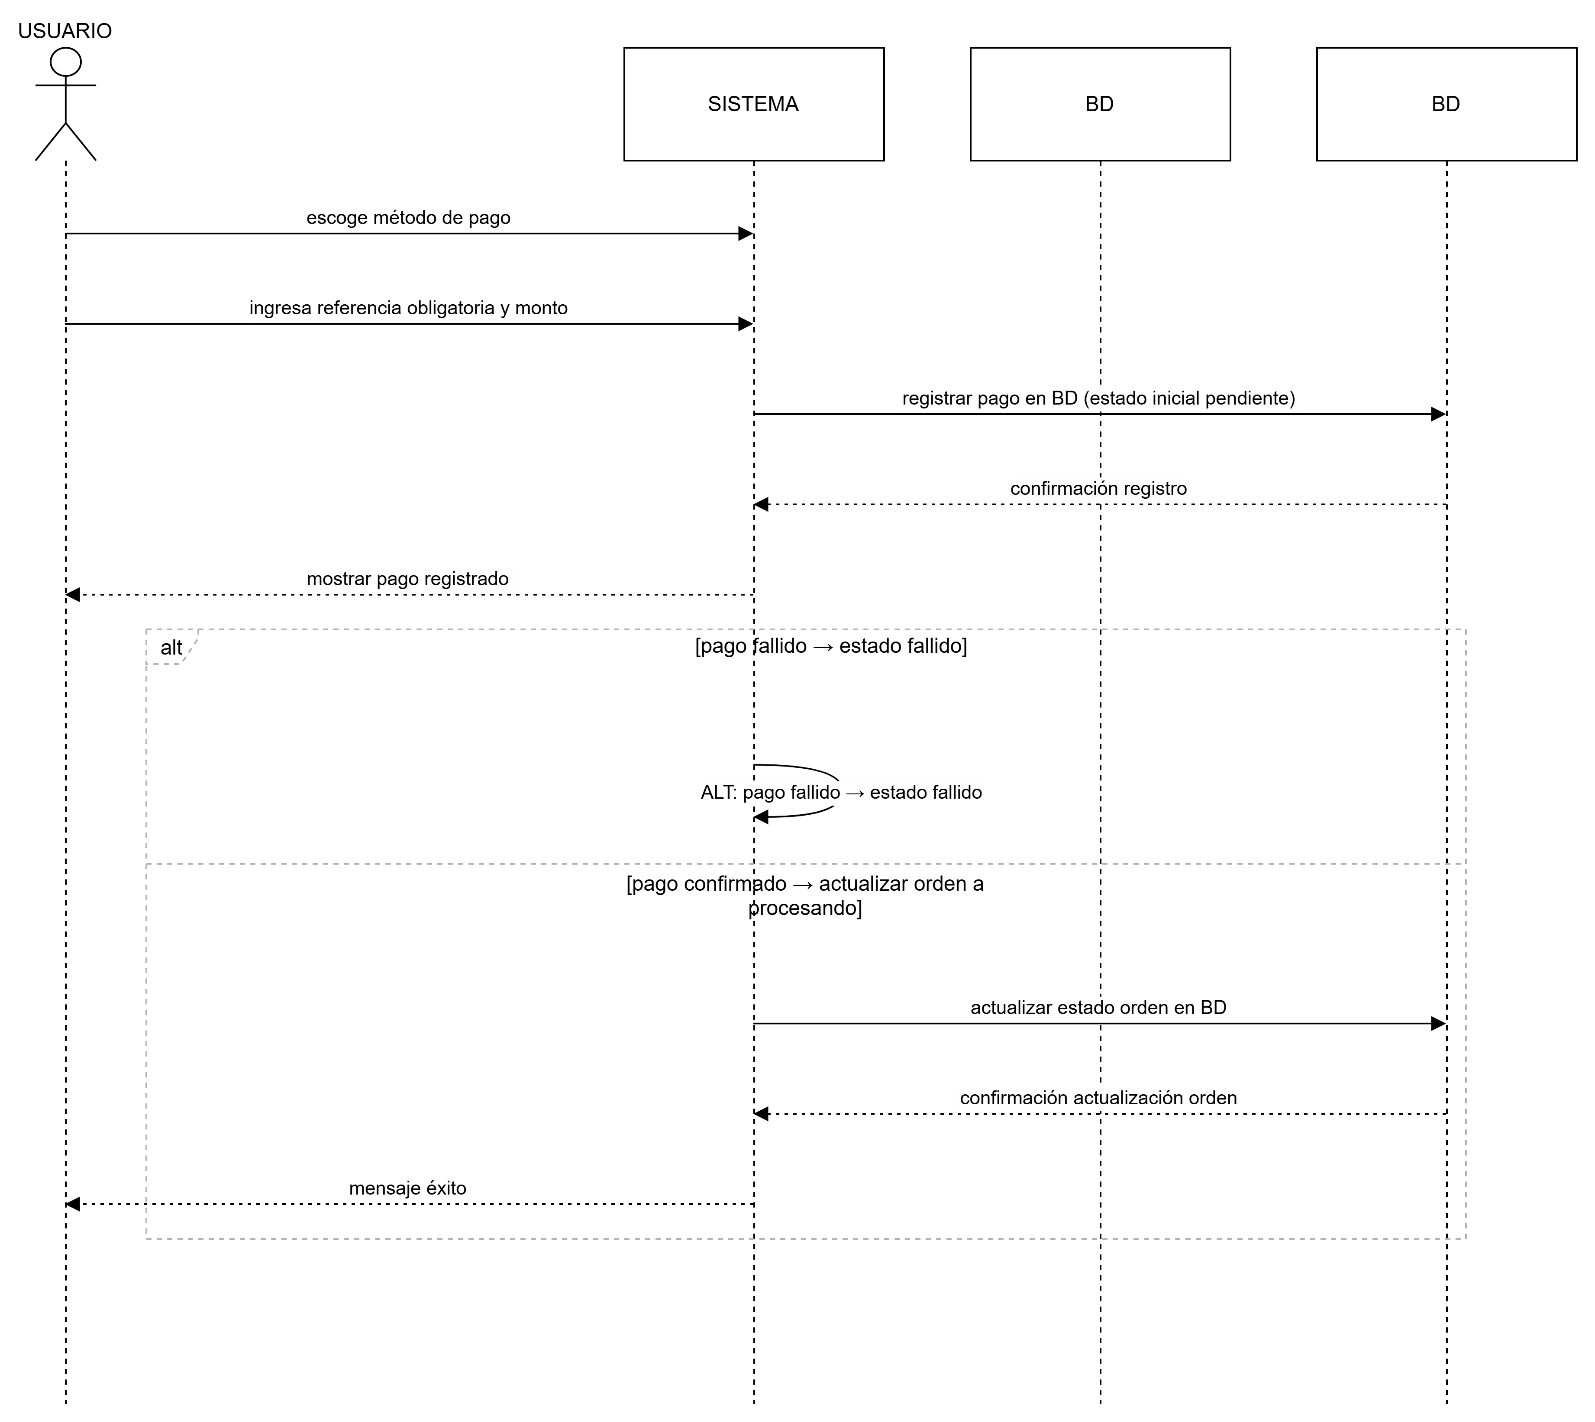 USUARIO
SISTEMA
BD
BD
escoge método de pago
ingresa referencia obligatoria y monto
registrar pago en BD (estado inicial pendiente)
confirmación registro
mostrar pago registrado
alt
[pago fallido → estado fallido]
ALT: pago fallido → estado fallido
[pago confirmado → actualizar orden a
procesando]
actualizar estado orden en BD
confirmación actualización orden
mensaje éxito